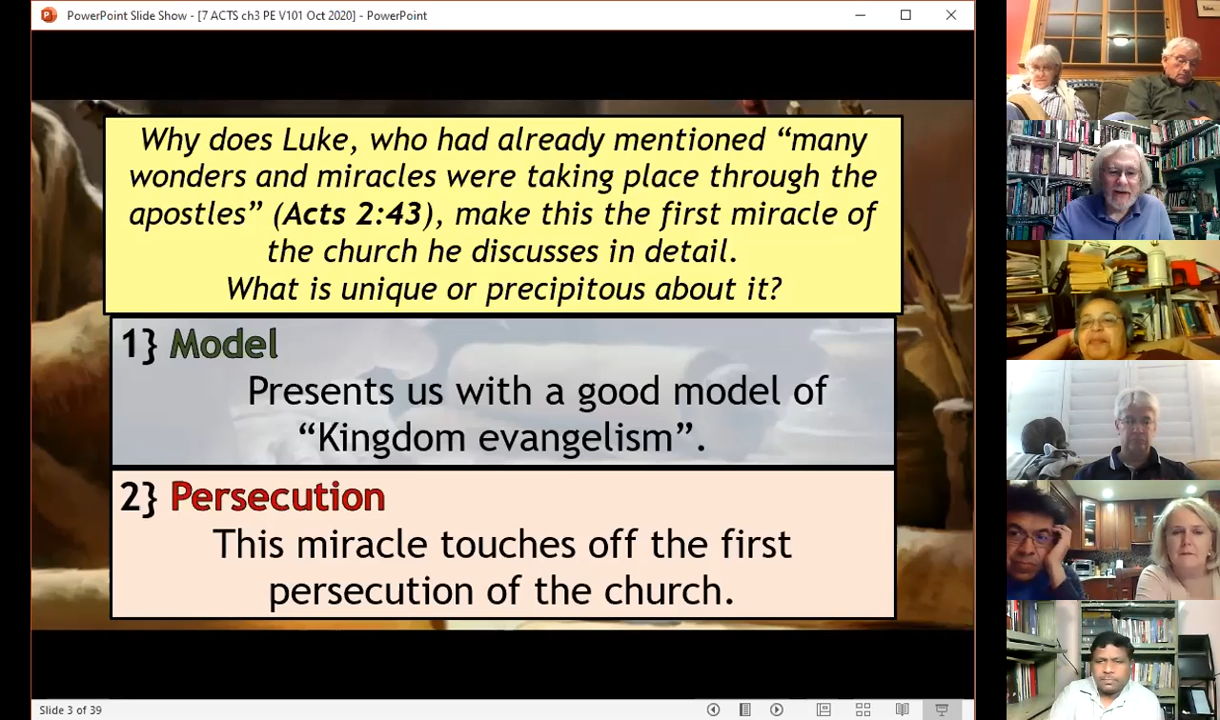 PowerPoint Slide Show - [7 ACTS ch3 PE V101 Oct 2020] - PowerPoint
Why does Luke, who had already mentioned “many
wonders and miracles were taking place through the
apostles” (Acts 2:43), make this the first miracle of
the church he discusses in detail.
What is unique or precipitous about it?
1} Model
Presents us with a good model of
“Kingdom evangelism”.
2} Persecution
This miracle touches off the first
persecution of the church.
Slide 3 of 39